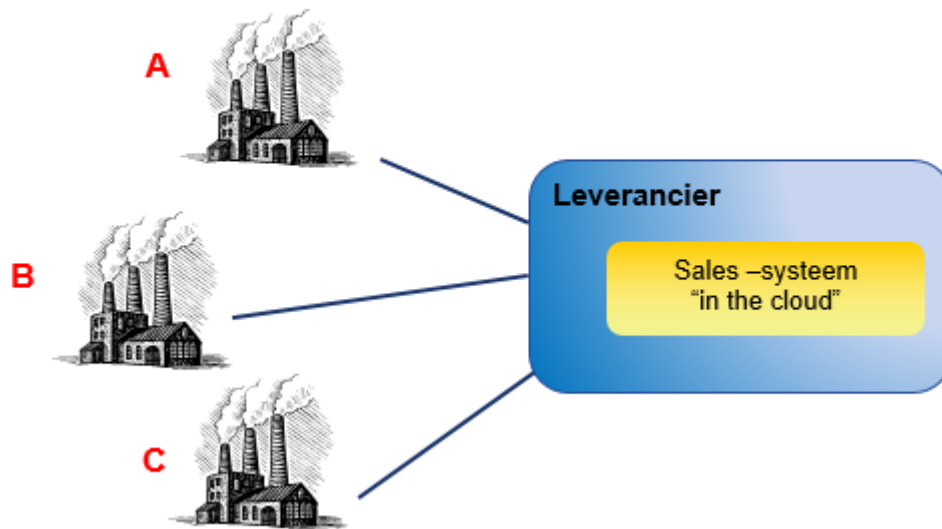 A
Leverancier
B
Sales –systeem
“in the cloud”
C